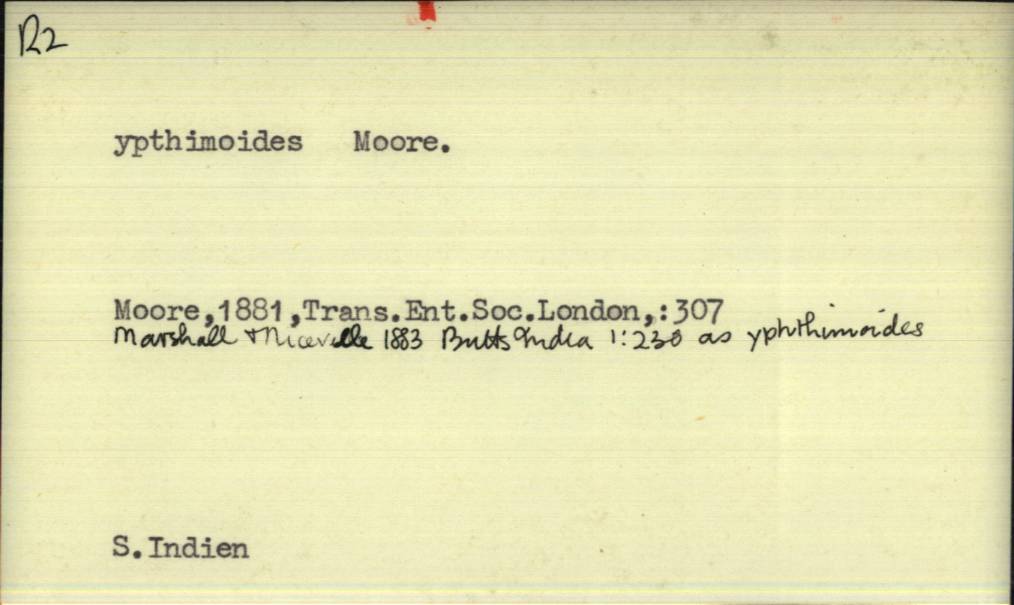 R2
ypthimoides Moore.
Moore,1881,Trans.Ent.Soc.London,:307
Marshall & Niceville 1883 Butts India 1:230 as yphthimoides
S.Indien